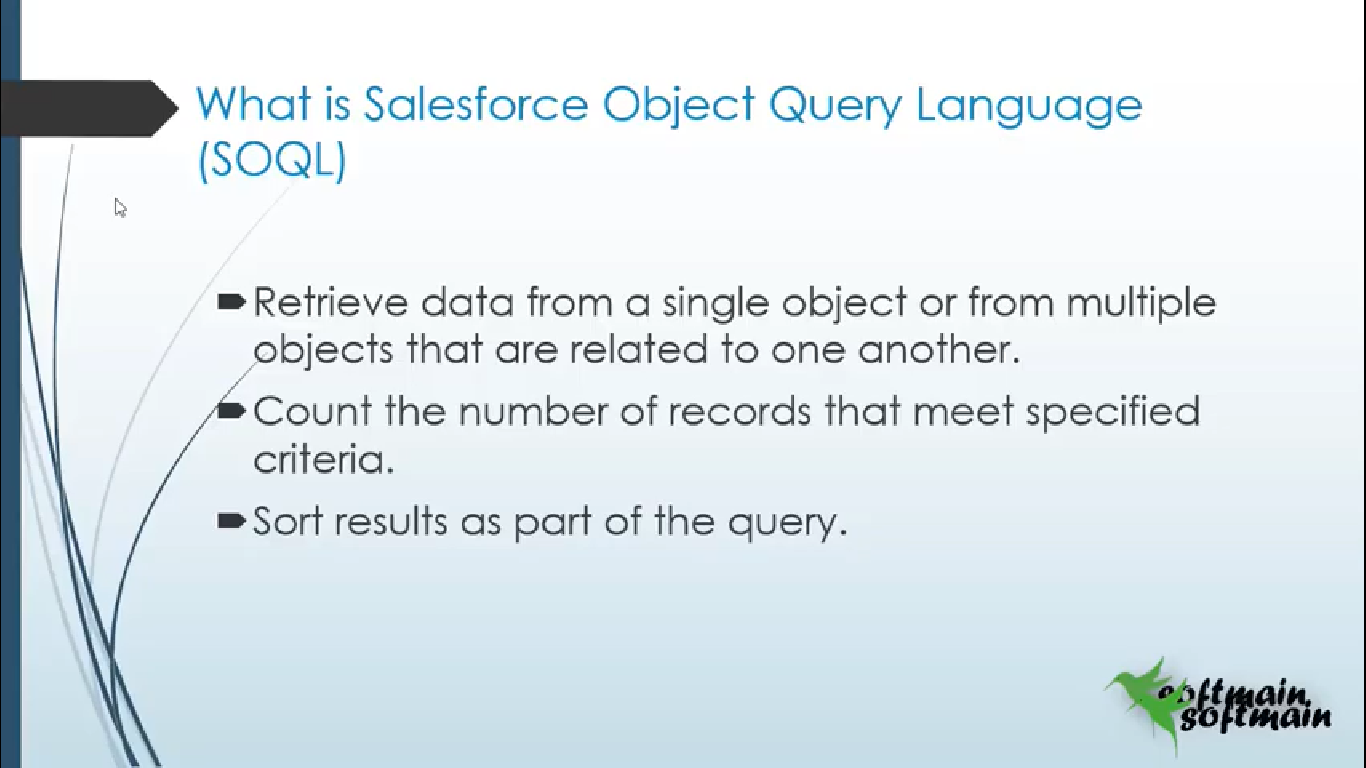 What is Salesforce Object Query Language
(SOQL)
Retrieve data from a single object or from multiple
objects that are related to one another.
Count the number of records that meet specified
criteria.
Sort results as part of the query.
softmain
softmain